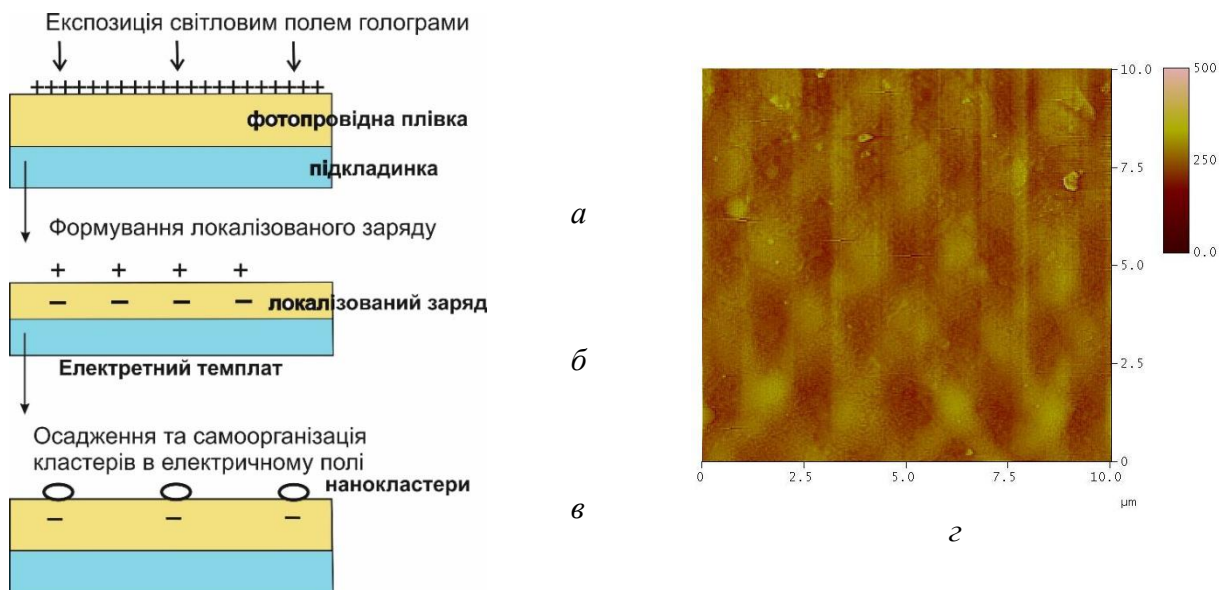 Експозиція світловим полем голограми
+++++++++++++++++++++++++
фотопровідна плівка
підкладинка
а
Формування локалізованого заряду
+ + + +
− − − − локалізований заряд
б
Електретний темплат
Осадження та самоорганізація
кластерів в електричному полі
нанокластери
− − −
в
10.0
7.5
5.0
2.5
0
0 2.5 5.0 7.5 10.0
µm
500
250
0.0
г